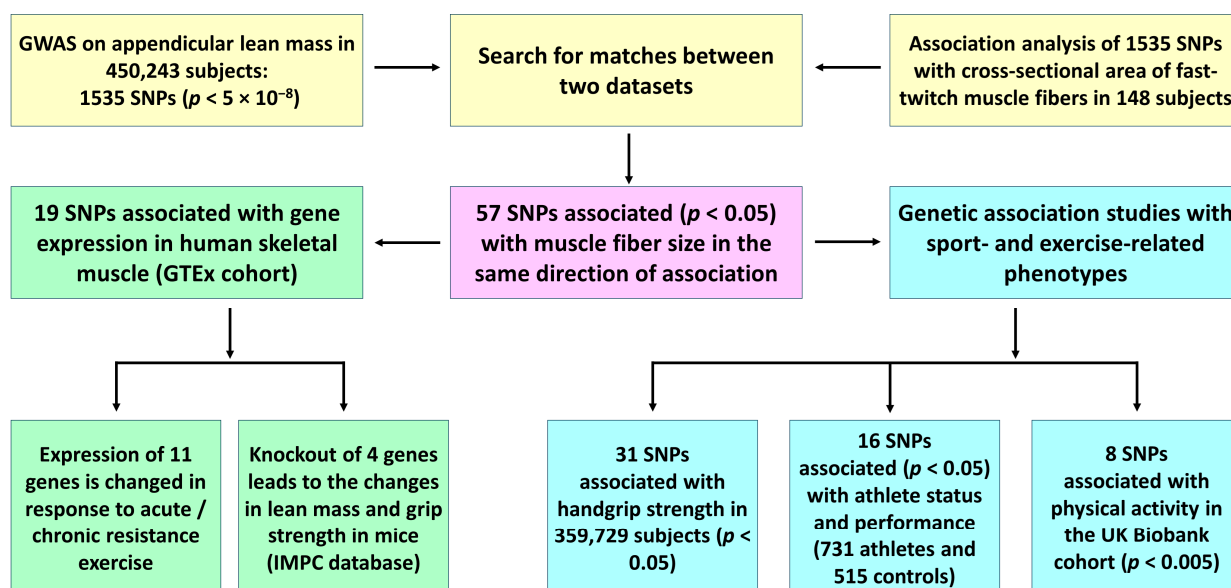 GWAS on appendicular lean mass in
450,243 subjects:
1535 SNPs (p < 5 × 10⁻⁸)
Search for matches between
two datasets
Association analysis of 1535 SNPs
with cross-sectional area of fast-
twitch muscle fibers in 148 subjects
19 SNPs associated with gene
expression in human skeletal
muscle (GTEx cohort)
57 SNPs associated (p < 0.05)
with muscle fiber size in the
same direction of association
Genetic association studies with
sport- and exercise-related
phenotypes
Expression of 11
genes is changed in
response to acute /
chronic resistance
exercise
Knockout of 4 genes
leads to the changes
in lean mass and grip
strength in mice
(IMPC database)
31 SNPs
associated with
handgrip strength in
359,729 subjects (p <
0.05)
16 SNPs
associated (p < 0.05)
with athlete status
and performance
(731 athletes and
515 controls)
8 SNPs
associated with
physical activity in
the UK Biobank
cohort (p < 0.005)